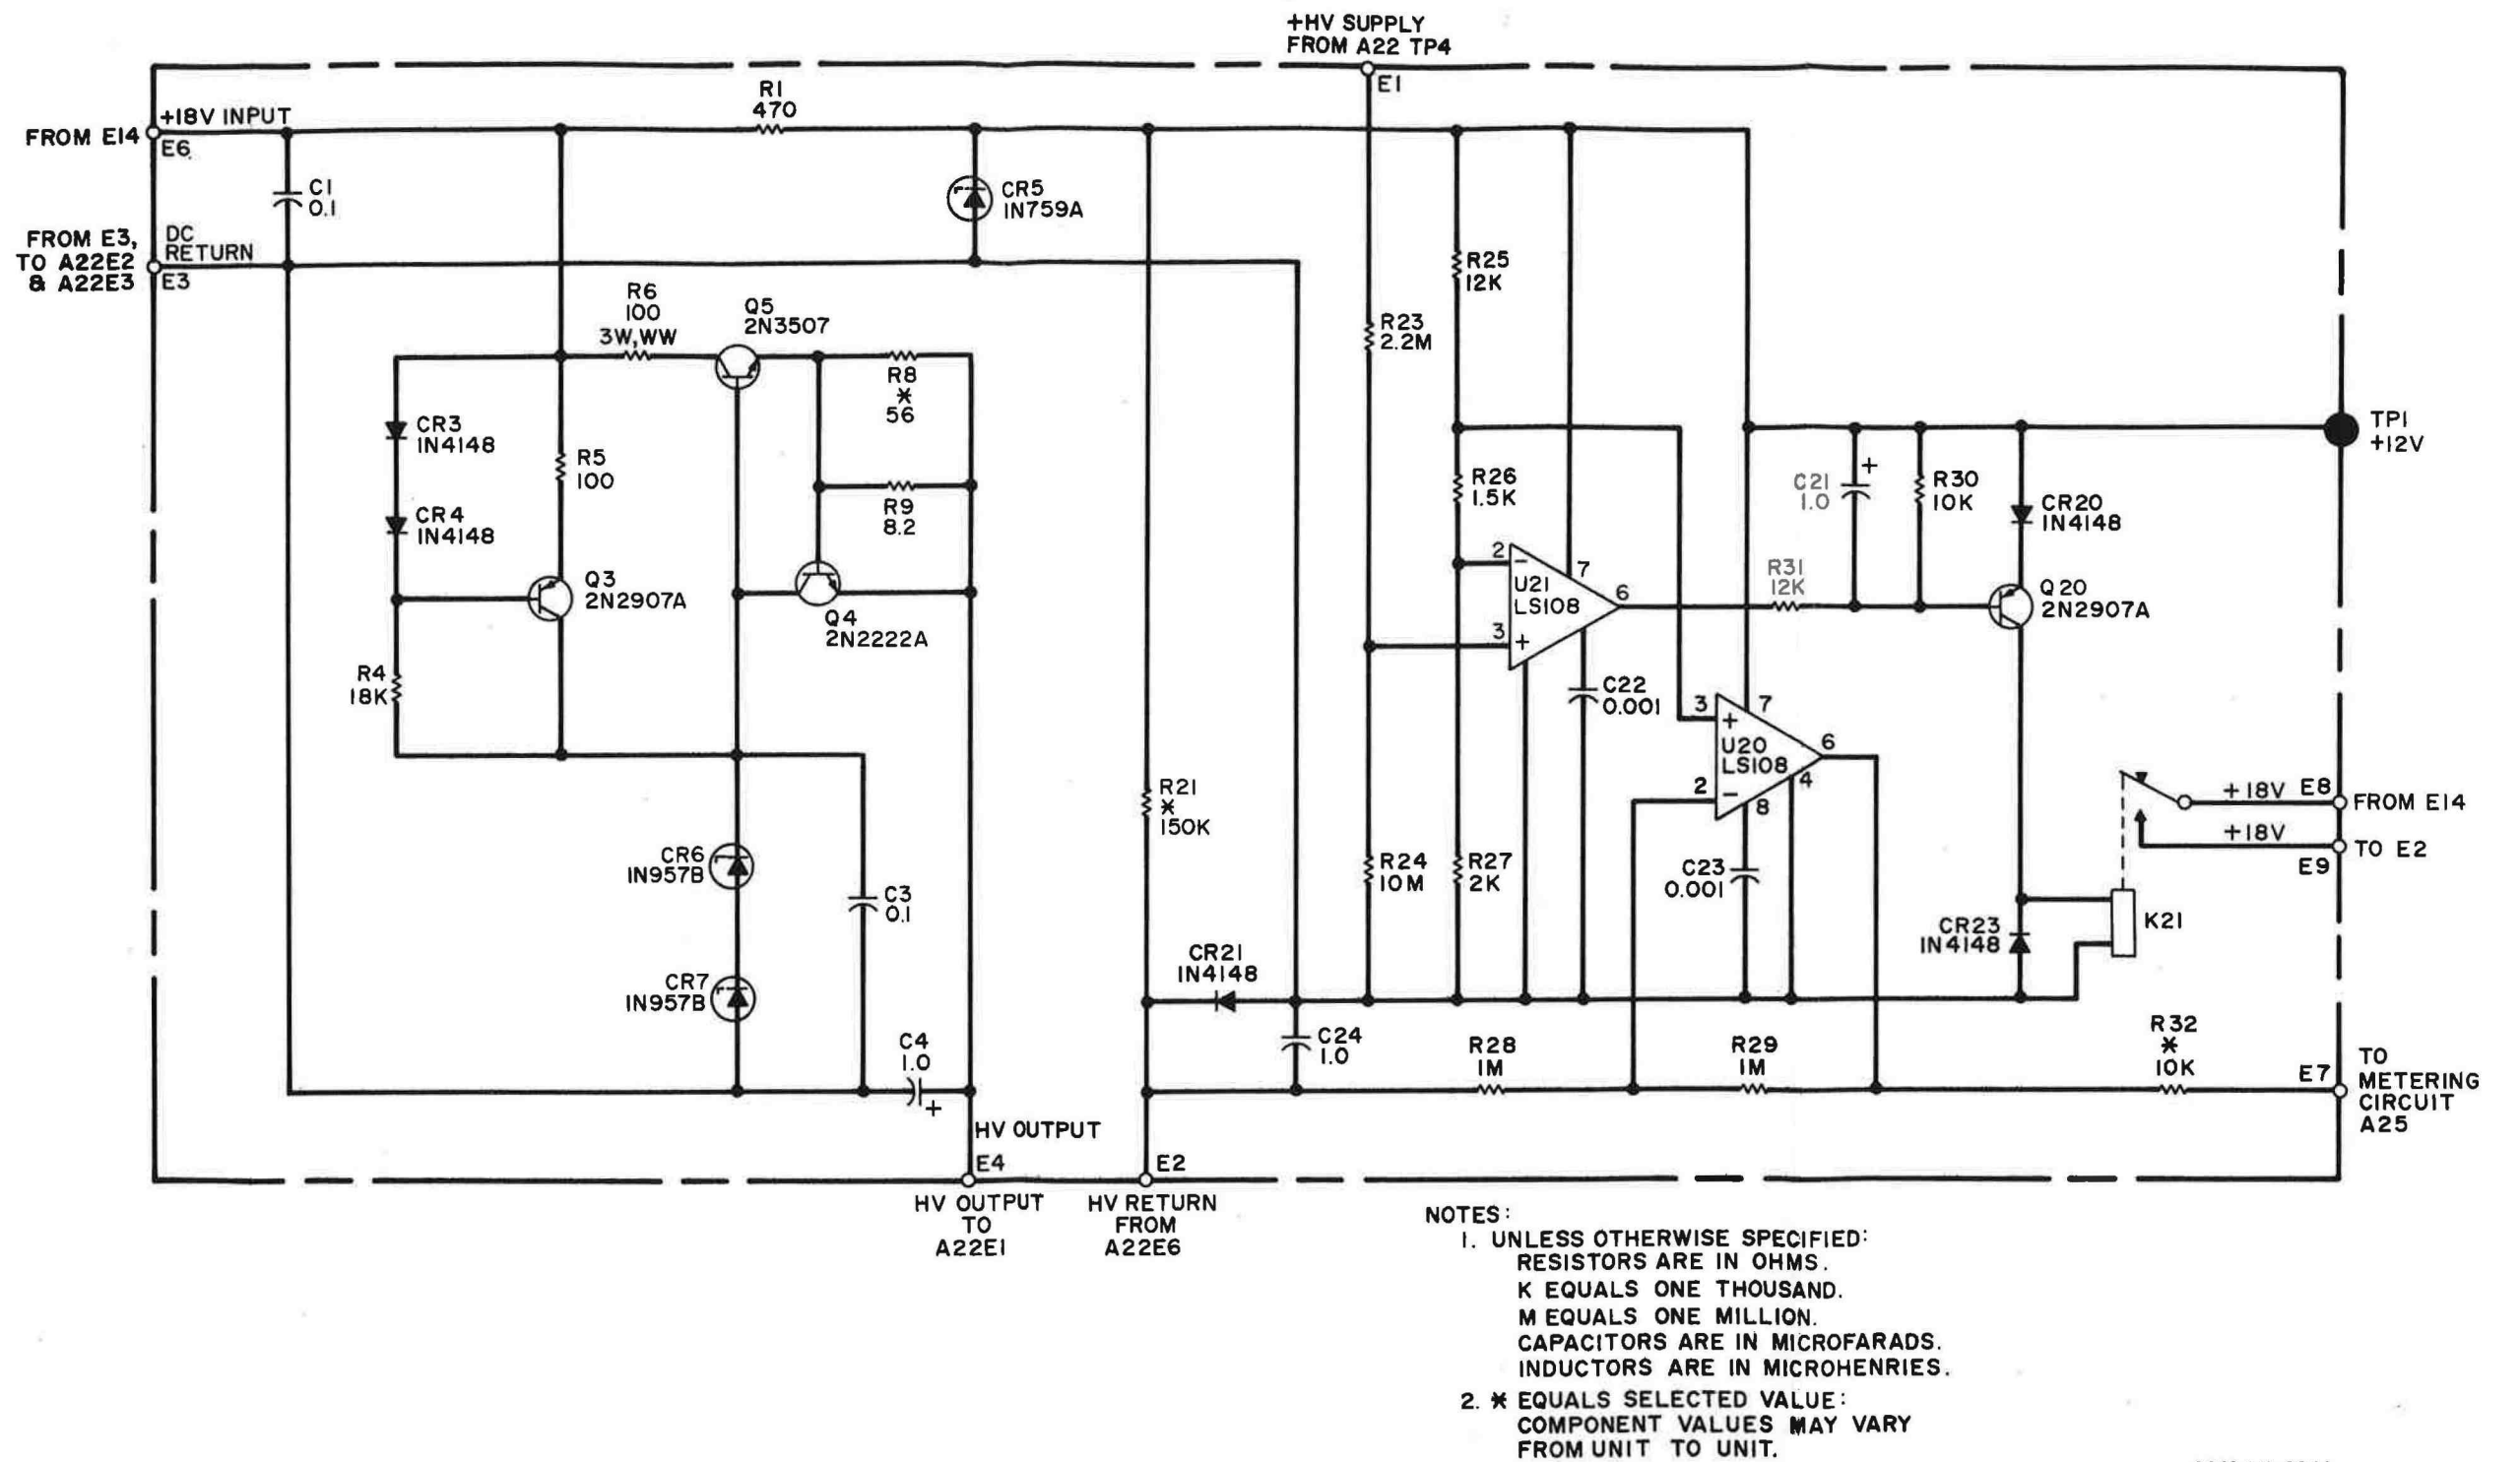 +HV SUPPLY
FROM A22 TP4
E1
R1
470
+18V INPUT
FROM E14
E6
C1
0.1
CR5
1N759A
FROM E3,
TO A22E2
& A22E3
DC
RETURN
E3
R25
12K
R6
100
3W,WW
Q5
2N3507
R23
2.2M
R8
*
56
CR3
1N4148
TP1
+12V
R5
100
R26
1.5K
C21
1.0
+
R30
10K
CR4
1N4148
R9
8.2
CR20
1N4148
2
-
7
U21
LS108
6
3
+
R31
12K
Q3
2N2907A
Q20
2N2907A
Q4
2N2222A
R4
18K
C22
0.001
3
+
7
U20
LS108
6
2
-
4
8
R21
*
150K
+18V
E8
FROM E14
+18V
E9
TO E2
CR6
1N957B
C3
0.1
R24
10M
R27
2K
C23
0.001
CR23
1N4148
K21
CR21
1N4148
CR7
1N957B
C4
1.0
+
C24
1.0
R28
1M
R29
1M
R32
*
10K
E7
TO
METERING
CIRCUIT
A25
HV OUTPUT
E4
E2
HV OUTPUT
TO
A22E1
HV RETURN
FROM
A22E6
NOTES:
1. UNLESS OTHERWISE SPECIFIED:
RESISTORS ARE IN OHMS.
K EQUALS ONE THOUSAND.
M EQUALS ONE MILLION.
CAPACITORS ARE IN MICROFARADS.
INDUCTORS ARE IN MICROHENRIES.
2. * EQUALS SELECTED VALUE:
COMPONENT VALUES MAY VARY
FROM UNIT TO UNIT.